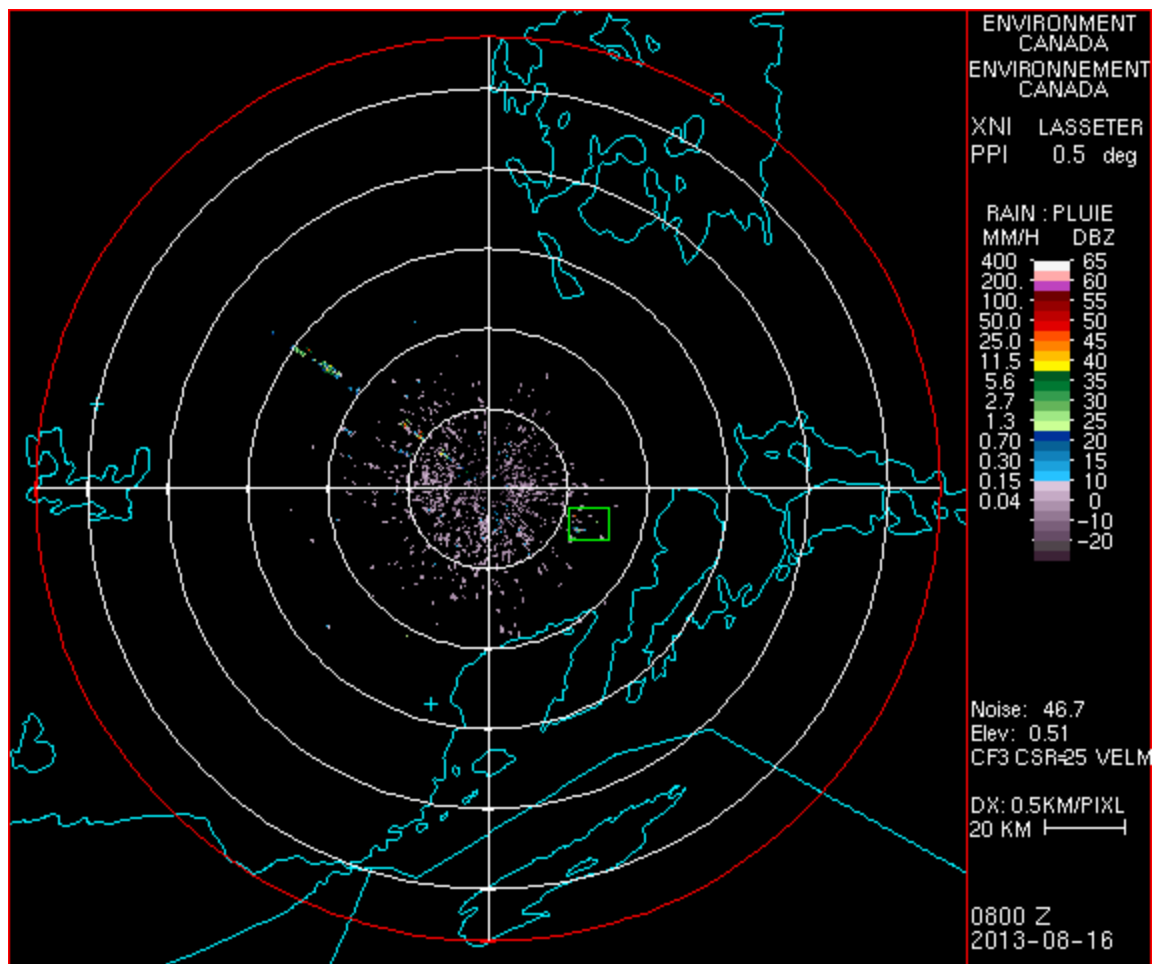 ENVIRONMENT
CANADA
ENVIRONNEMENT
CANADA
XNI LASSETER
PPI 0.5 deg
RAIN : PLUIE
MM/H DBZ
400 65
200. 60
100. 55
50.0 50
25.0 45
11.5 40
5.6 35
2.7 30
1.3 25
0.70 20
0.30 15
0.15 10
0.04 0
-10
-20
Noise: 46.7
Elev: 0.51
CF3 CSR=25 VELM
DX: 0.5KM/PIXL
20 KM
0800 Z
2013-08-16